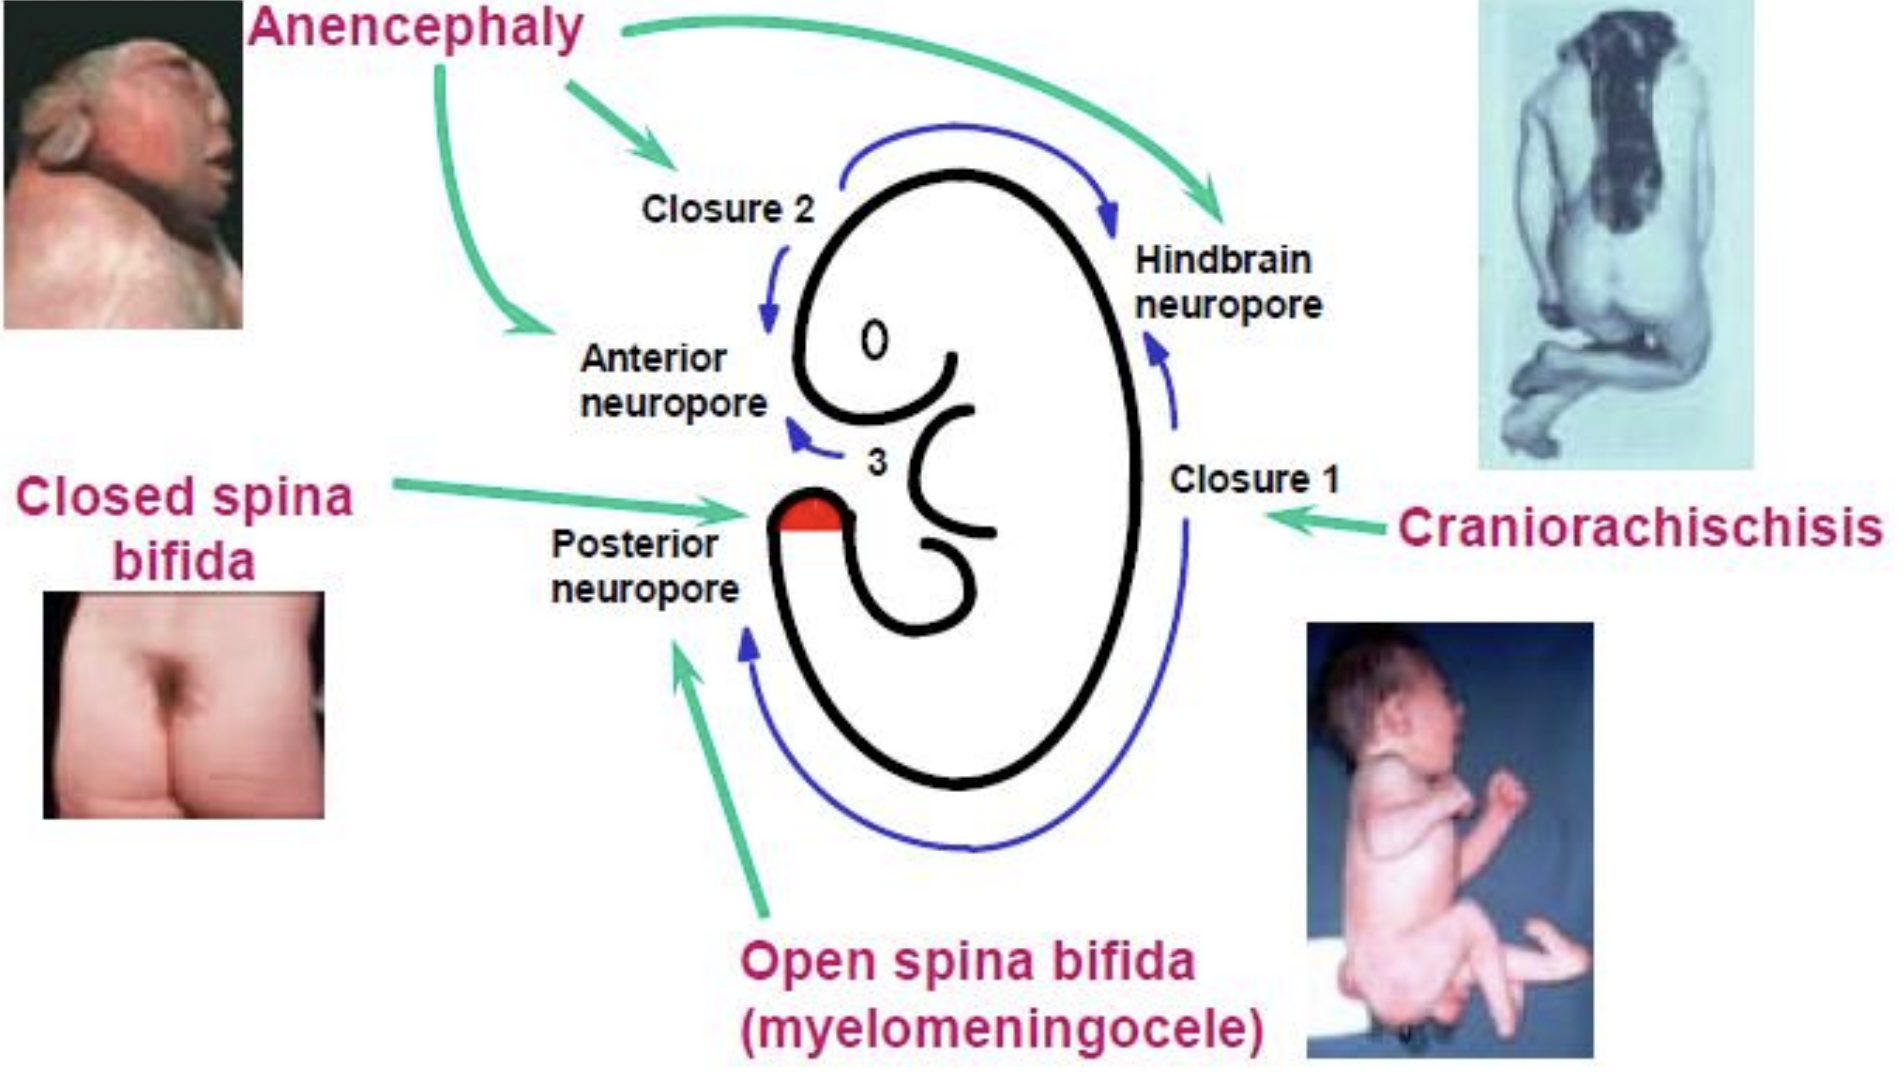 Anencephaly
Closure 2
Hindbrain
neuropore
Anterior
neuropore
3
Closure 1
Closed spina
bifida
Craniorachischisis
Posterior
neuropore
Open spina bifida
(myelomeningocele)